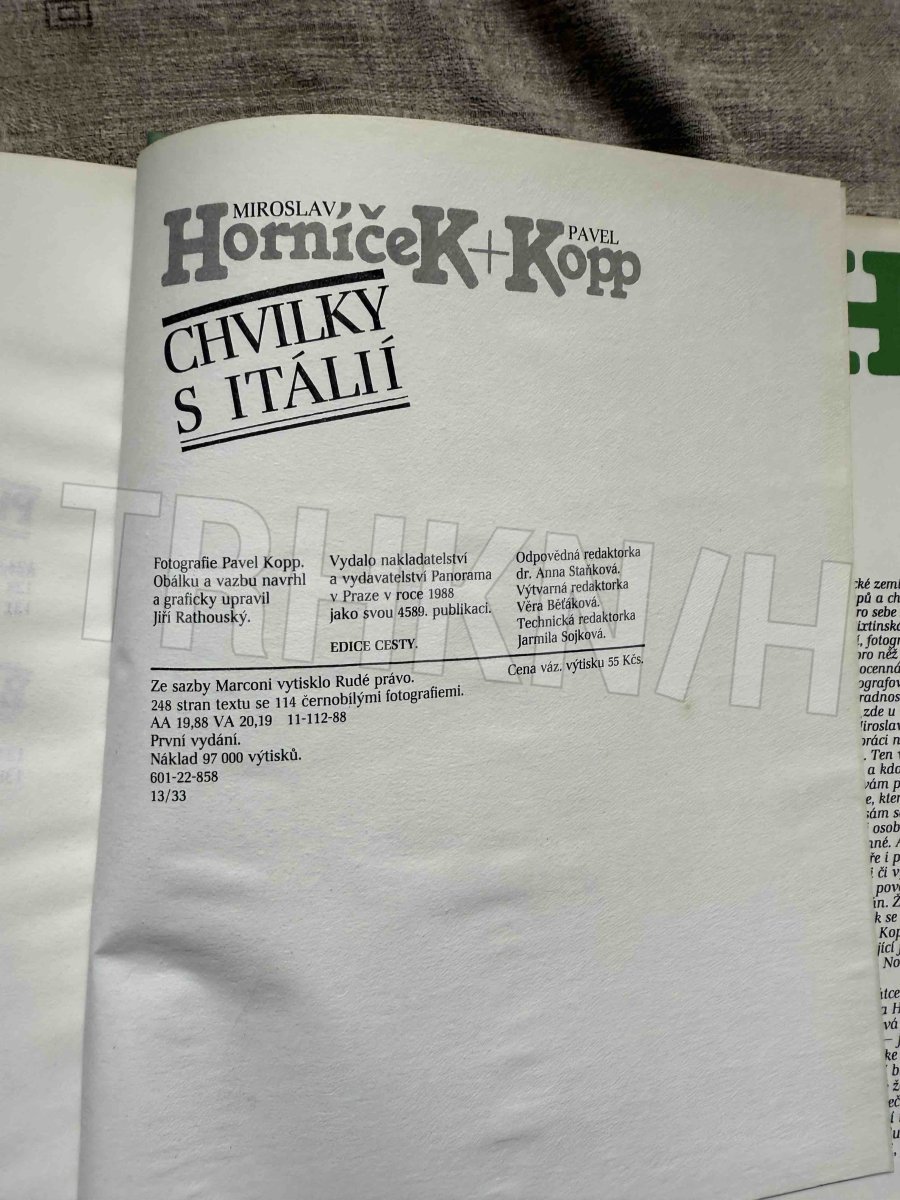 MIROSLAV
HorníčeK+Kopp
PAVEL
CHVILKY
S ITÁLIÍ
Fotografie Pavel Kopp.
Obálku a vazbu navrhl
a graficky upravil
Jiří Rathouský.
Vydalo nakladatelství
a vydavatelství Panorama
v Praze v roce 1988
jako svou 4589. publikaci.
EDICE CESTY.
Odpovědná redaktorka
dr. Anna Staňková.
Výtvarná redaktorka
Věra Běťáková.
Technická redaktorka
Jarmila Sojková.
Cena váz. výtisku 55 Kčs.
Ze sazby Marconi vytisklo Rudé právo.
248 stran textu se 114 černobílými fotografiemi.
AA 19,88 VA 20,19 11-112-88
První vydání.
Náklad 97 000 výtisků.
601-22-858
13/33
TRHKN/H